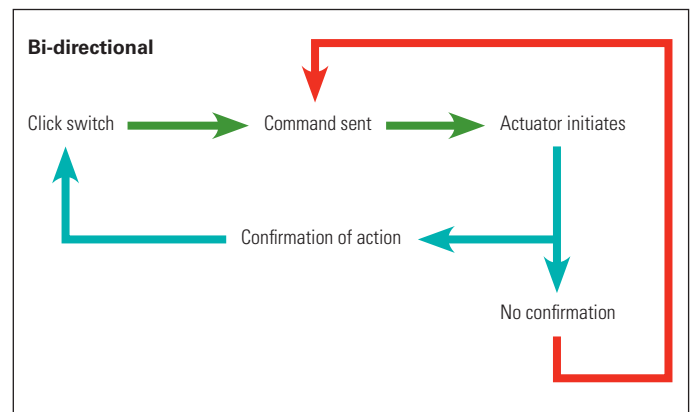 Bi-directional
Click switch
Command sent
Actuator initiates
Confirmation of action
No confirmation